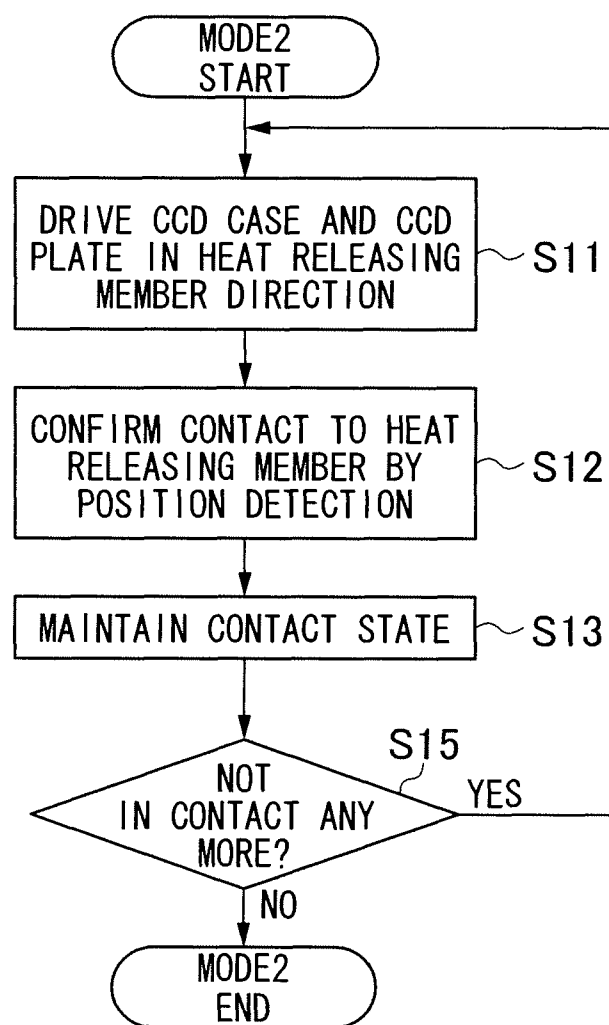 MODE2
START
DRIVE CCD CASE AND CCD
PLATE IN HEAT RELEASING
MEMBER DIRECTION
S11
CONFIRM CONTACT TO HEAT
RELEASING MEMBER BY
POSITION DETECTION
S12
MAINTAIN CONTACT STATE
S13
S15
NOT
IN CONTACT ANY
MORE?
YES
NO
MODE2
END